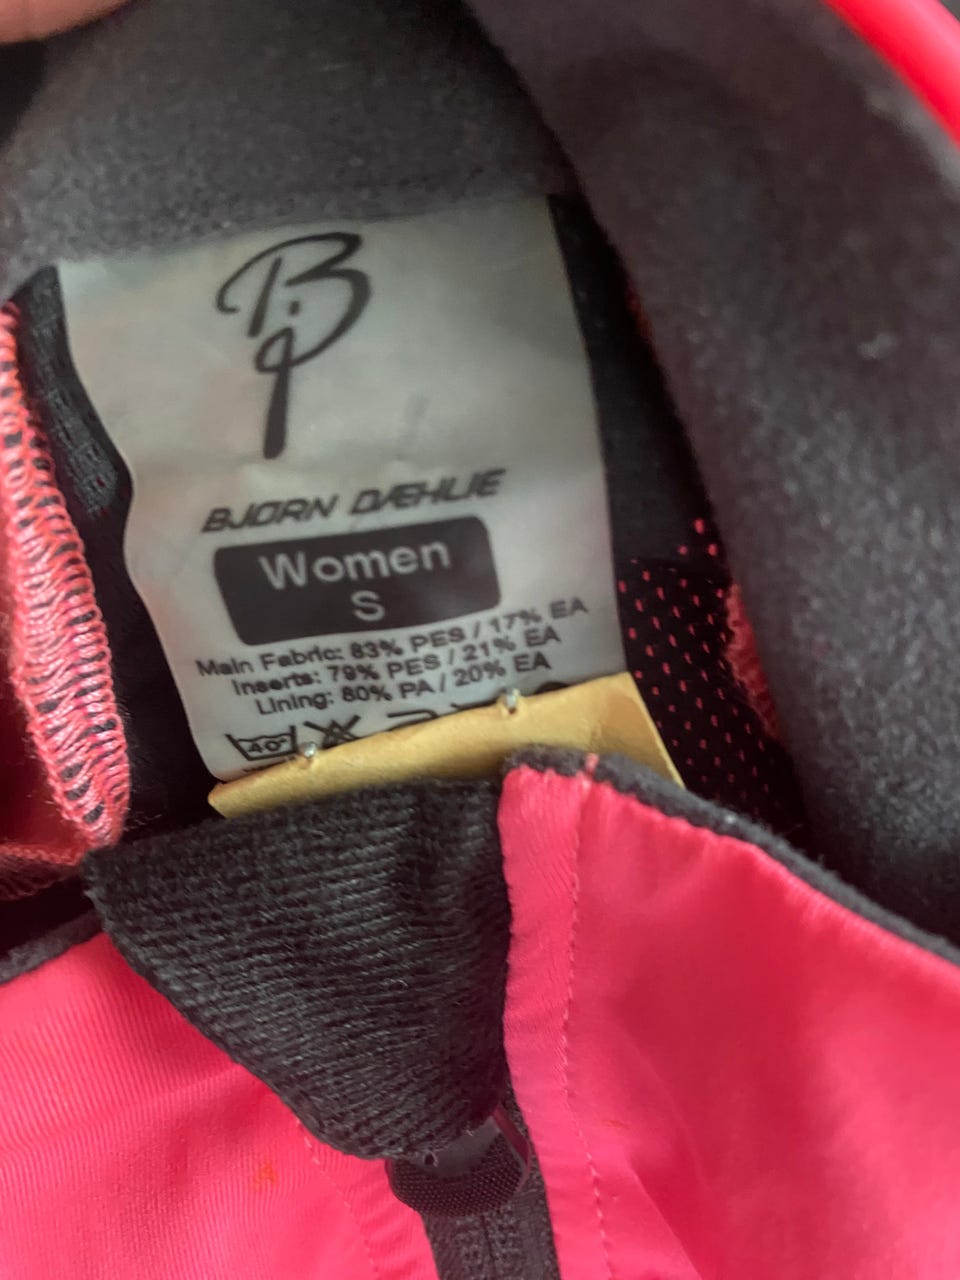 BJORN DÆHLIE
Women
S
Main Fabric: 83% PES / 17% EA
Inserts: 79% PES / 21% EA
Lining: 80% PA / 20% EA
40°